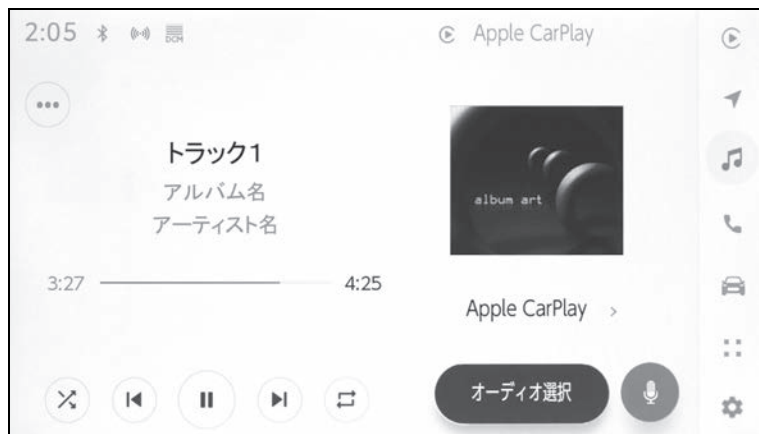 2:05
DCM
Apple CarPlay
トラック1
アルバム名
アーティスト名
album art
3:27
4:25
Apple CarPlay
オーディオ選択